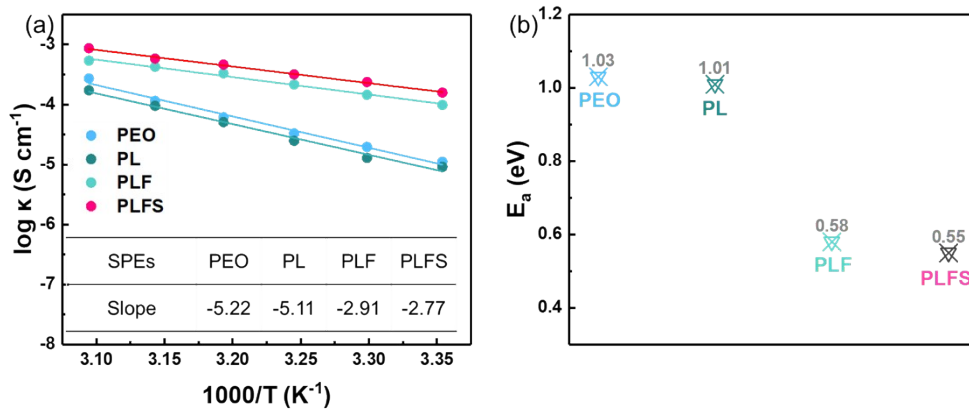 (a)
-3
-4
-5
-6
-7
-8
log κ (S cm⁻¹)
PEO
PL
PLF
PLFS
SPEs PEO PL PLF PLFS
Slope -5.22 -5.11 -2.91 -2.77
3.10 3.15 3.20 3.25 3.30 3.35
1000/T (K⁻¹)
(b)
1.0
0.8
0.6
0.4
Eₐ (eV)
1.03
PEO
1.01
PL
0.58
PLF
0.55
PLFS